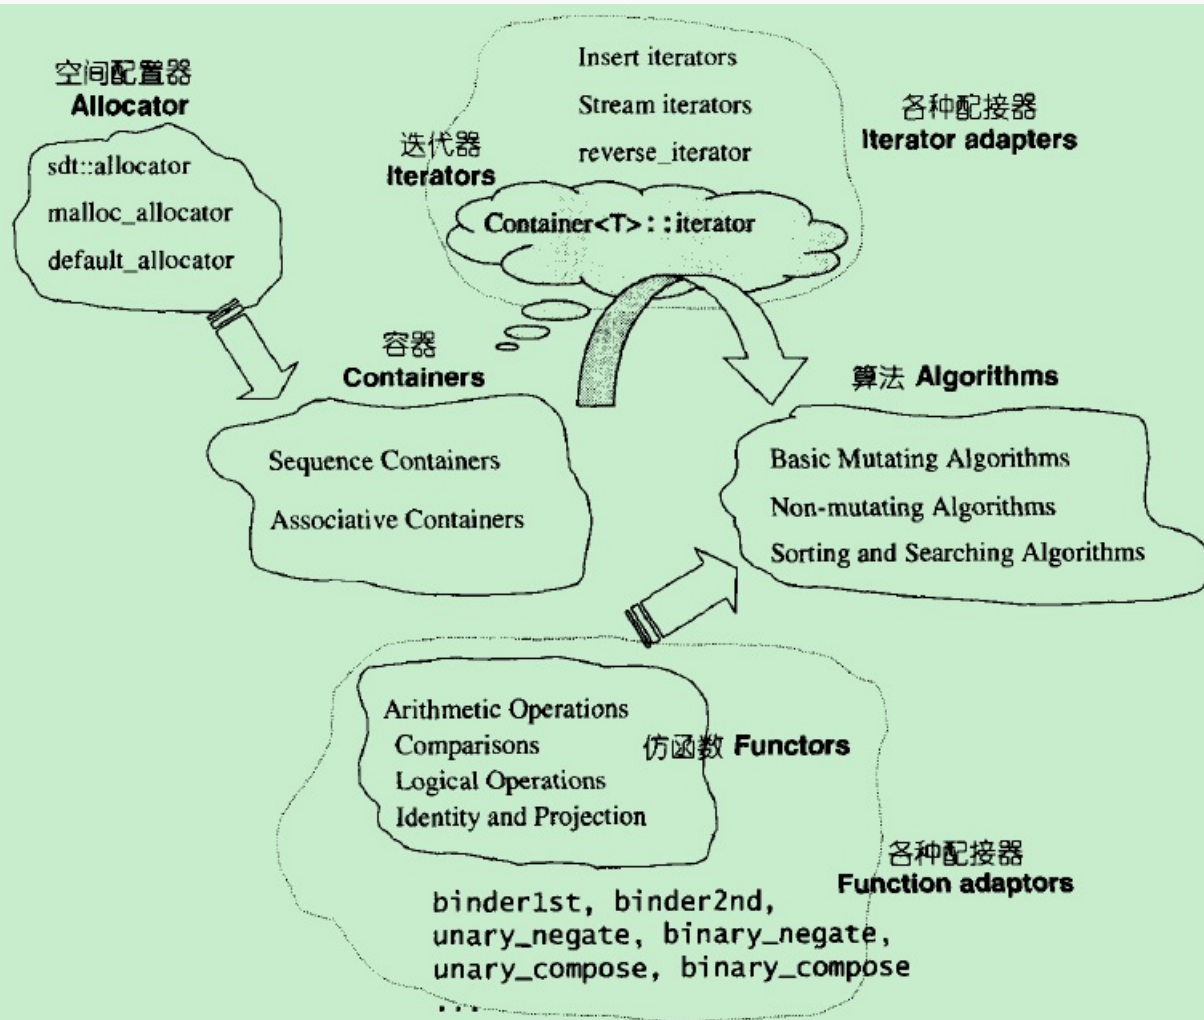 空间配置器
Allocator
sdt::allocator
malloc_allocator
default_allocator
Insert iterators
Stream iterators
reverse_iterator
迭代器
Iterators
各种配接器
Iterator adapters
Container<T>::iterator
容器
Containers
Sequence Containers
Associative Containers
算法 Algorithms
Basic Mutating Algorithms
Non-mutating Algorithms
Sorting and Searching Algorithms
Arithmetic Operations
Comparisons
Logical Operations
Identity and Projection
仿函数 Functors
各种配接器
Function adaptors
binder1st, binder2nd,
unary_negate, binary_negate,
unary_compose, binary_compose
...